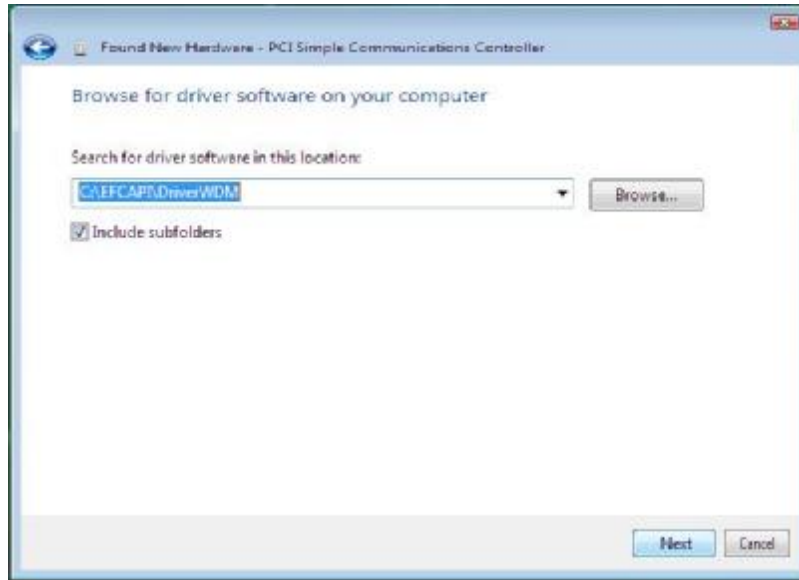 Found New Hardware - PCI Simple Communications Controller
Browse for driver software on your computer
Search for driver software in this location:
C:\EFCAPI\DriverWDM
Browse...
Include subfolders
Next
Cancel